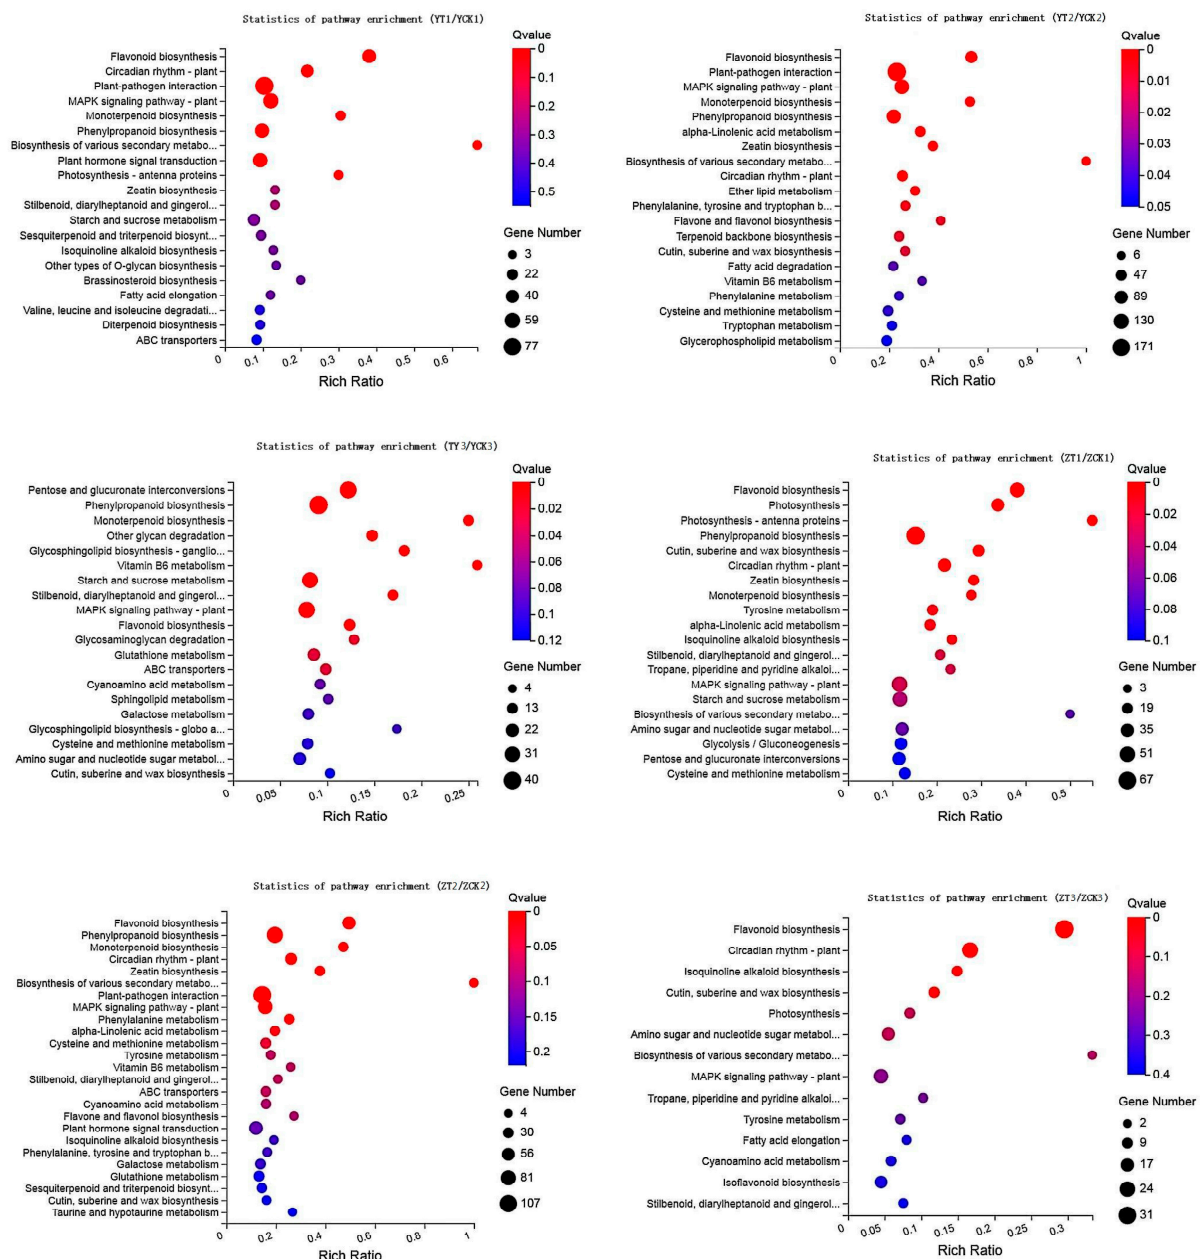 Statistics of pathway enrichment (YT1/YCK1)
Flavonoid biosynthesis
Circadian rhythm - plant
Plant-pathogen interaction
MAPK signaling pathway - plant
Monoterpenoid biosynthesis
Phenylpropanoid biosynthesis
Biosynthesis of various secondary metabo...
Plant hormone signal transduction
Photosynthesis - antenna proteins
Zeatin biosynthesis
Stilbenoid, diarylheptanoid and gingerol...
Starch and sucrose metabolism
Sesquiterpenoid and triterpenoid biosynt...
Isoquinoline alkaloid biosynthesis
Other types of O-glycan biosynthesis
Brassinosteroid biosynthesis
Fatty acid elongation
Valine, leucine and isoleucine degradati...
Diterpenoid biosynthesis
ABC transporters
0 0.1 0.2 0.3 0.4 0.5 0.6
Rich Ratio
Qvalue
0
0.1
0.2
0.3
0.4
0.5
Gene Number
3
22
40
59
77
Statistics of pathway enrichment (YT2/YCK2)
Flavonoid biosynthesis
Plant-pathogen interaction
MAPK signaling pathway - plant
Monoterpenoid biosynthesis
Phenylpropanoid biosynthesis
alpha-Linolenic acid metabolism
Zeatin biosynthesis
Biosynthesis of various secondary metabo...
Circadian rhythm - plant
Ether lipid metabolism
Phenylalanine, tyrosine and tryptophan b...
Flavone and flavonol biosynthesis
Terpenoid backbone biosynthesis
Cutin, suberine and wax biosynthesis
Fatty acid degradation
Vitamin B6 metabolism
Phenylalanine metabolism
Cysteine and methionine metabolism
Tryptophan metabolism
Glycerophospholipid metabolism
0 0.2 0.4 0.6 0.8 1
Rich Ratio
Qvalue
0
0.01
0.02
0.03
0.04
0.05
Gene Number
6
47
89
130
171
Statistics of pathway enrichment (TY3/YCK3)
Pentose and glucuronate interconversions
Phenylpropanoid biosynthesis
Monoterpenoid biosynthesis
Other glycan degradation
Glycosphingolipid biosynthesis - ganglio...
Vitamin B6 metabolism
Starch and sucrose metabolism
Stilbenoid, diarylheptanoid and gingerol...
MAPK signaling pathway - plant
Flavonoid biosynthesis
Glycosaminoglycan degradation
Glutathione metabolism
ABC transporters
Cyanoamino acid metabolism
Sphingolipid metabolism
Galactose metabolism
Glycosphingolipid biosynthesis - globo a...
Cysteine and methionine metabolism
Amino sugar and nucleotide sugar metabol...
Cutin, suberine and wax biosynthesis
0 0.05 0.1 0.15 0.2 0.25
Rich Ratio
Qvalue
0
0.02
0.04
0.06
0.08
0.1
0.12
Gene Number
4
13
22
31
40
Statistics of pathway enrichment (ZT1/ZCK1)
Flavonoid biosynthesis
Photosynthesis
Photosynthesis - antenna proteins
Phenylpropanoid biosynthesis
Cutin, suberine and wax biosynthesis
Circadian rhythm - plant
Zeatin biosynthesis
Monoterpenoid biosynthesis
Tyrosine metabolism
alpha-Linolenic acid metabolism
Isoquinoline alkaloid biosynthesis
Stilbenoid, diarylheptanoid and gingerol...
Tropane, piperidine and pyridine alkaloi...
MAPK signaling pathway - plant
Starch and sucrose metabolism
Biosynthesis of various secondary metabo...
Amino sugar and nucleotide sugar metabol...
Glycolysis / Gluconeogenesis
Pentose and glucuronate interconversions
Cysteine and methionine metabolism
0 0.1 0.2 0.3 0.4 0.5
Rich Ratio
Qvalue
0
0.02
0.04
0.06
0.08
0.1
Gene Number
3
19
35
51
67
Statistics of pathway enrichment (ZT2/ZCK2)
Flavonoid biosynthesis
Phenylpropanoid biosynthesis
Monoterpenoid biosynthesis
Circadian rhythm - plant
Zeatin biosynthesis
Biosynthesis of various secondary metabo...
Plant-pathogen interaction
MAPK signaling pathway - plant
Phenylalanine metabolism
alpha-Linolenic acid metabolism
Cysteine and methionine metabolism
Tyrosine metabolism
Vitamin B6 metabolism
Stilbenoid, diarylheptanoid and gingerol...
ABC transporters
Cyanoamino acid metabolism
Flavone and flavonol biosynthesis
Plant hormone signal transduction
Isoquinoline alkaloid biosynthesis
Phenylalanine, tyrosine and tryptophan b...
Galactose metabolism
Glutathione metabolism
Sesquiterpenoid and triterpenoid biosynt...
Cutin, suberine and wax biosynthesis
Taurine and hypotaurine metabolism
0 0.2 0.4 0.6 0.8 1
Rich Ratio
Qvalue
0
0.05
0.1
0.15
0.2
Gene Number
4
30
56
81
107
Statistics of pathway enrichment (ZT3/ZCK3)
Flavonoid biosynthesis
Circadian rhythm - plant
Isoquinoline alkaloid biosynthesis
Cutin, suberine and wax biosynthesis
Photosynthesis
Amino sugar and nucleotide sugar metabol...
Biosynthesis of various secondary metabo...
MAPK signaling pathway - plant
Tropane, piperidine and pyridine alkaloi...
Tyrosine metabolism
Fatty acid elongation
Cyanoamino acid metabolism
Isoflavonoid biosynthesis
Stilbenoid, diarylheptanoid and gingerol...
0 0.05 0.1 0.15 0.2 0.25 0.3
Rich Ratio
Qvalue
0
0.1
0.2
0.3
0.4
Gene Number
2
9
17
24
31